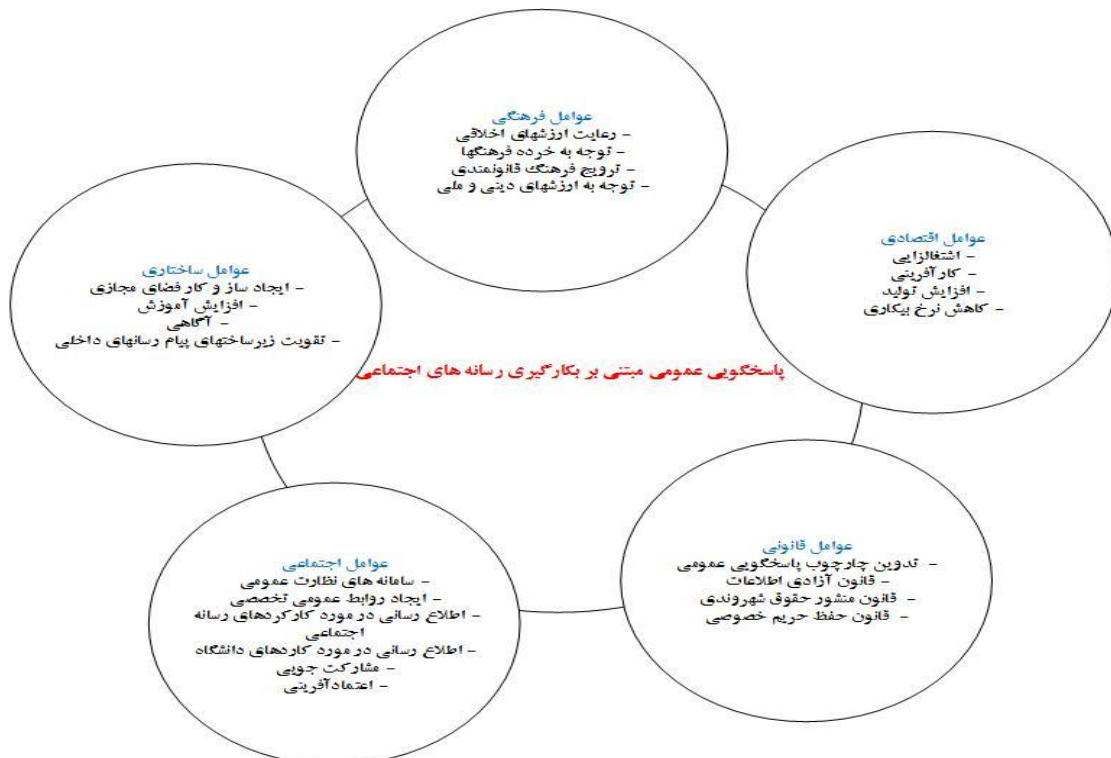 عوامل فرهنگی
- رعایت ارزشهای اخلاقی
- توجه به خرده فرهنگها
- ترویج فرهنگ قانونمندی
- توجه به ارزشهای دینی و ملی
عوامل اقتصادی
- اشتغالزایی
- کارآفرینی
- افزایش تولید
- کاهش نرخ بیکاری
عوامل ساختاری
- ایجاد ساز و کار فضای مجازی
- افزایش آموزش
- آگاهی
- تقویت زیرساختهای پیام رسانهای داخلی
پاسخگویی عمومی مبتنی بر بکارگیری رسانه های اجتماعی
عوامل قانونی
- تدوین چارچوب پاسخگویی عمومی
- قانون آزادی اطلاعات
- قانون منشور حقوق شهروندی
- قانون حفظ حریم خصوصی
عوامل اجتماعی
- سامانه های نظارت عمومی
- ایجاد روابط عمومی تخصصی
- اطلاع رسانی در مورد کارکردهای رسانه
اجتماعی
- اطلاع رسانی در مورد کاردهای دانشگاه
- مشارکت جویی
- اعتمادآفرینی